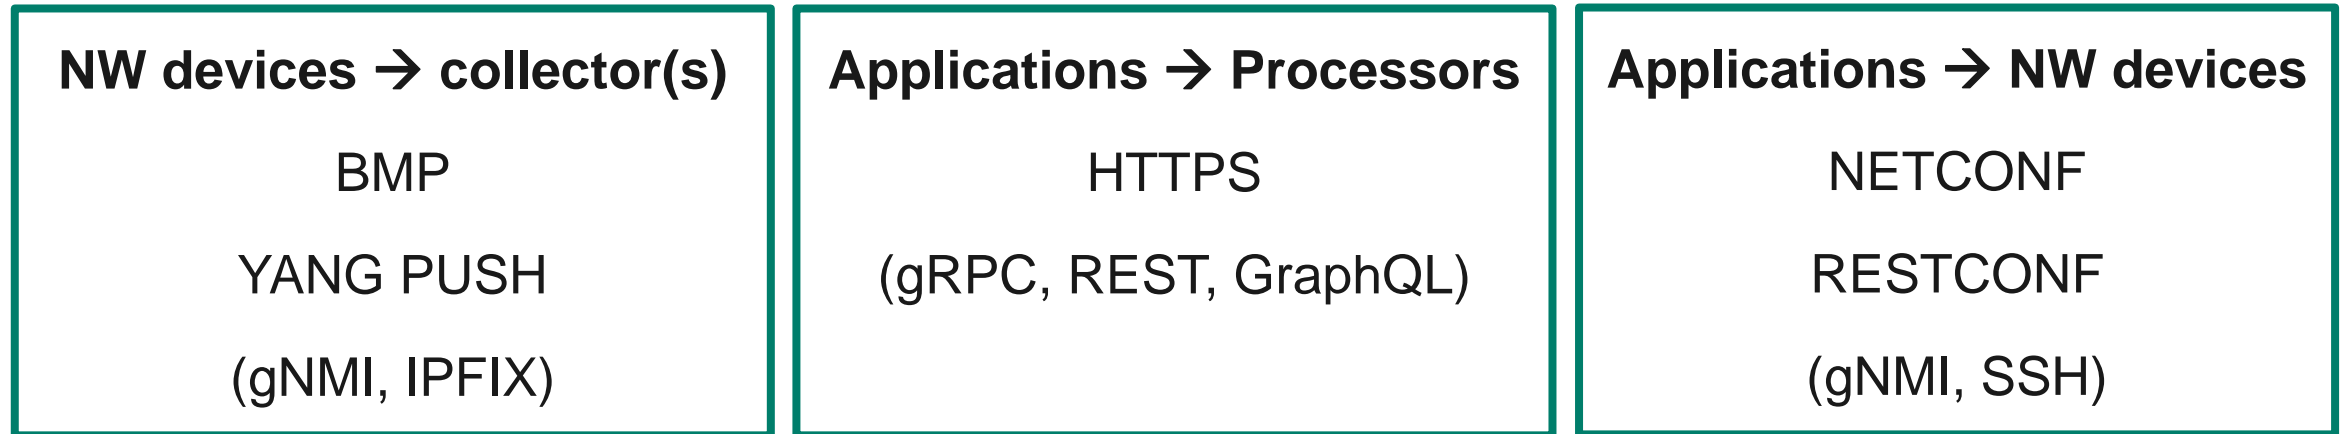 NW devices → collector(s)
BMP
YANG PUSH
(gNMI, IPFIX)
Applications → Processors
HTTPS
(gRPC, REST, GraphQL)
Applications → NW devices
NETCONF
RESTCONF
(gNMI, SSH)